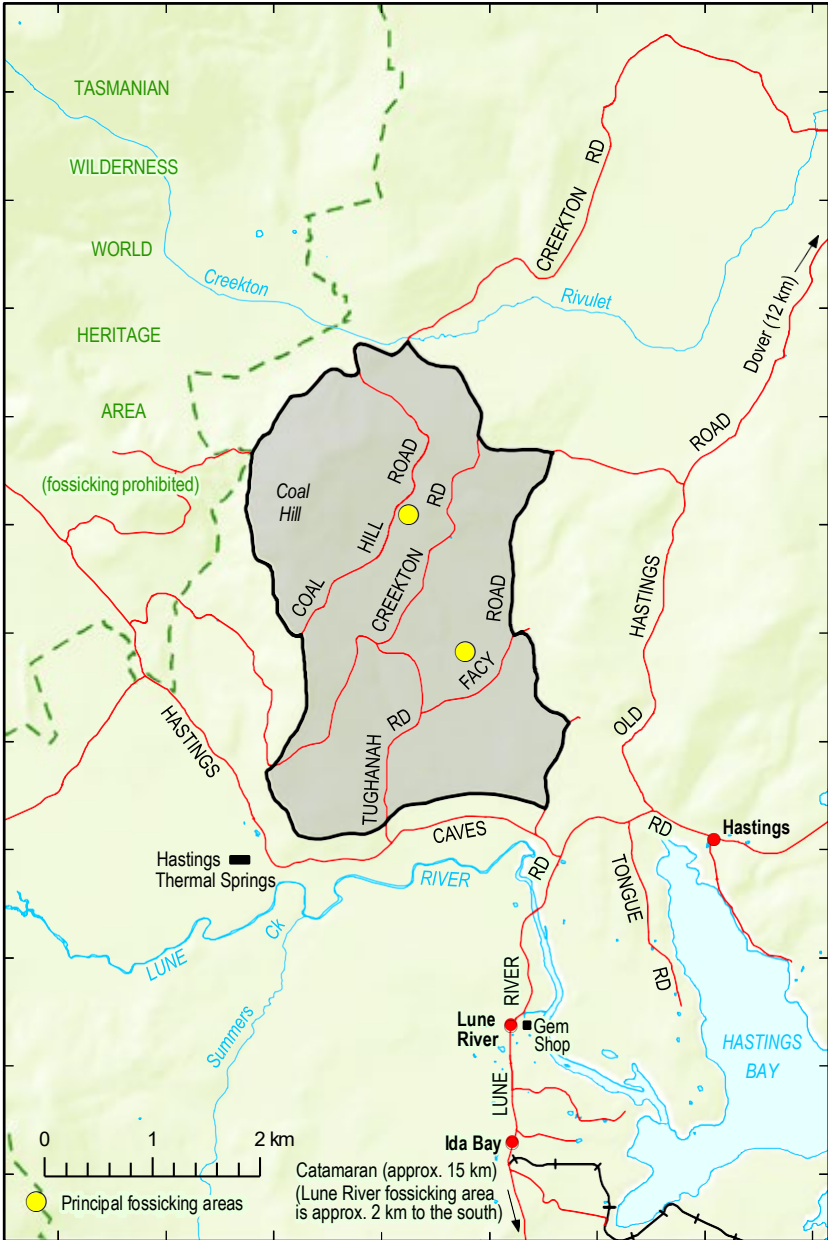 TASMANIAN
WILDERNESS
WORLD
HERITAGE
AREA
(fossicking prohibited)
CREEKTON RD
Creekton
Rivulet
Dover (12 km)
ROAD
HASTINGS
OLD
Coal
Hill
COAL HILL ROAD
CREEKTON RD
FACY ROAD
TUGHANAH RD
HASTINGS
CAVES
RD
Hastings
Thermal Springs
RD
Hastings
TONGUE
RD
LUNE
RIVER
Summers
Ck
RIVER
Lune
River
Gem
Shop
LUNE
HASTINGS
BAY
Ida Bay
Catamaran (approx. 15 km)
(Lune River fossicking area
is approx. 2 km to the south)
0 1 2 km
Principal fossicking areas